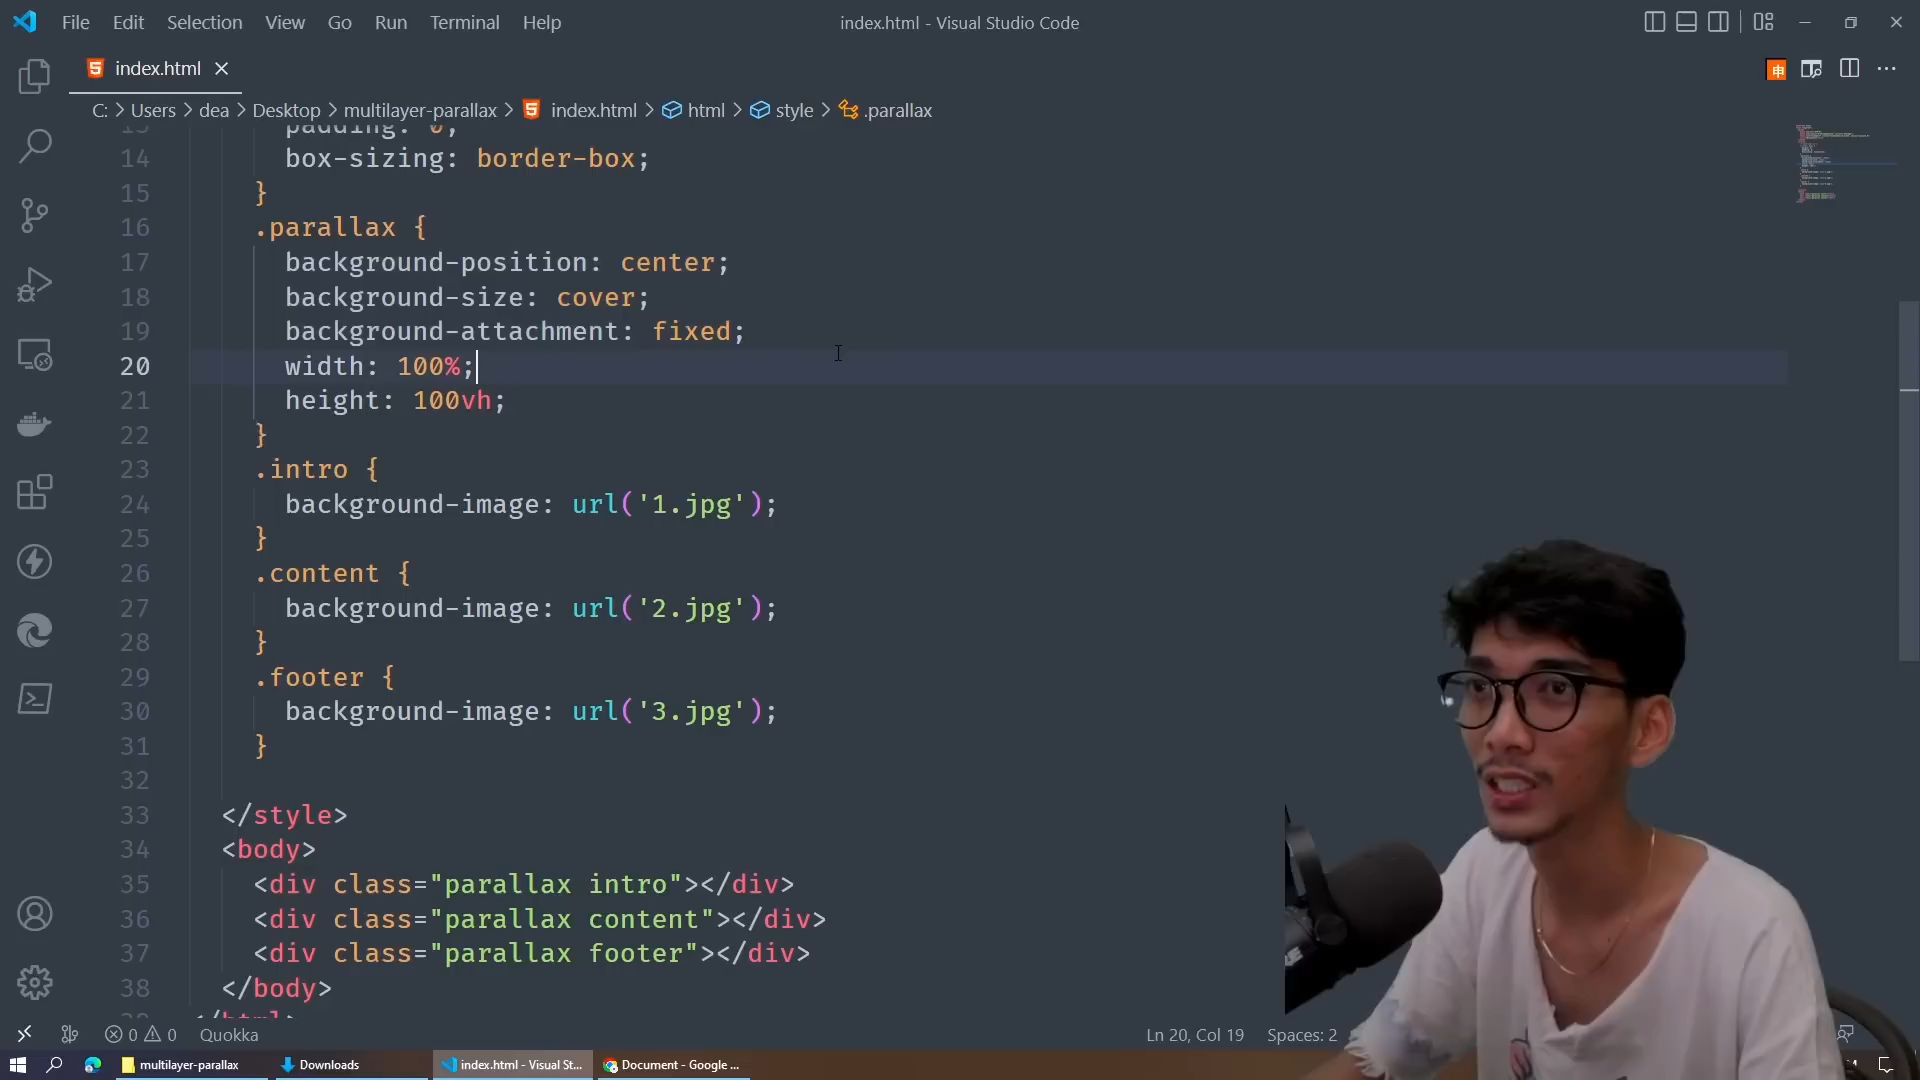 File Edit Selection View Go Run Terminal Help
index.html - Visual Studio Code
index.html
C: > Users > dea > Desktop > multilayer-parallax > index.html > html > style > .parallax
13 padding: 0;
14 box-sizing: border-box;
15 }
16 .parallax {
17 background-position: center;
18 background-size: cover;
19 background-attachment: fixed;
20 width: 100%;
21 height: 100vh;
22 }
23 .intro {
24 background-image: url('1.jpg');
25 }
26 .content {
27 background-image: url('2.jpg');
28 }
29 .footer {
30 background-image: url('3.jpg');
31 }
32
33 </style>
34 <body>
35 <div class="parallax intro"></div>
36 <div class="parallax content"></div>
37 <div class="parallax footer"></div>
38 </body>
39 </html>
0 0 Quokka
Ln 20, Col 19 Spaces: 2
multilayer-parallax
Downloads
index.html - Visual St...
Document - Google ...